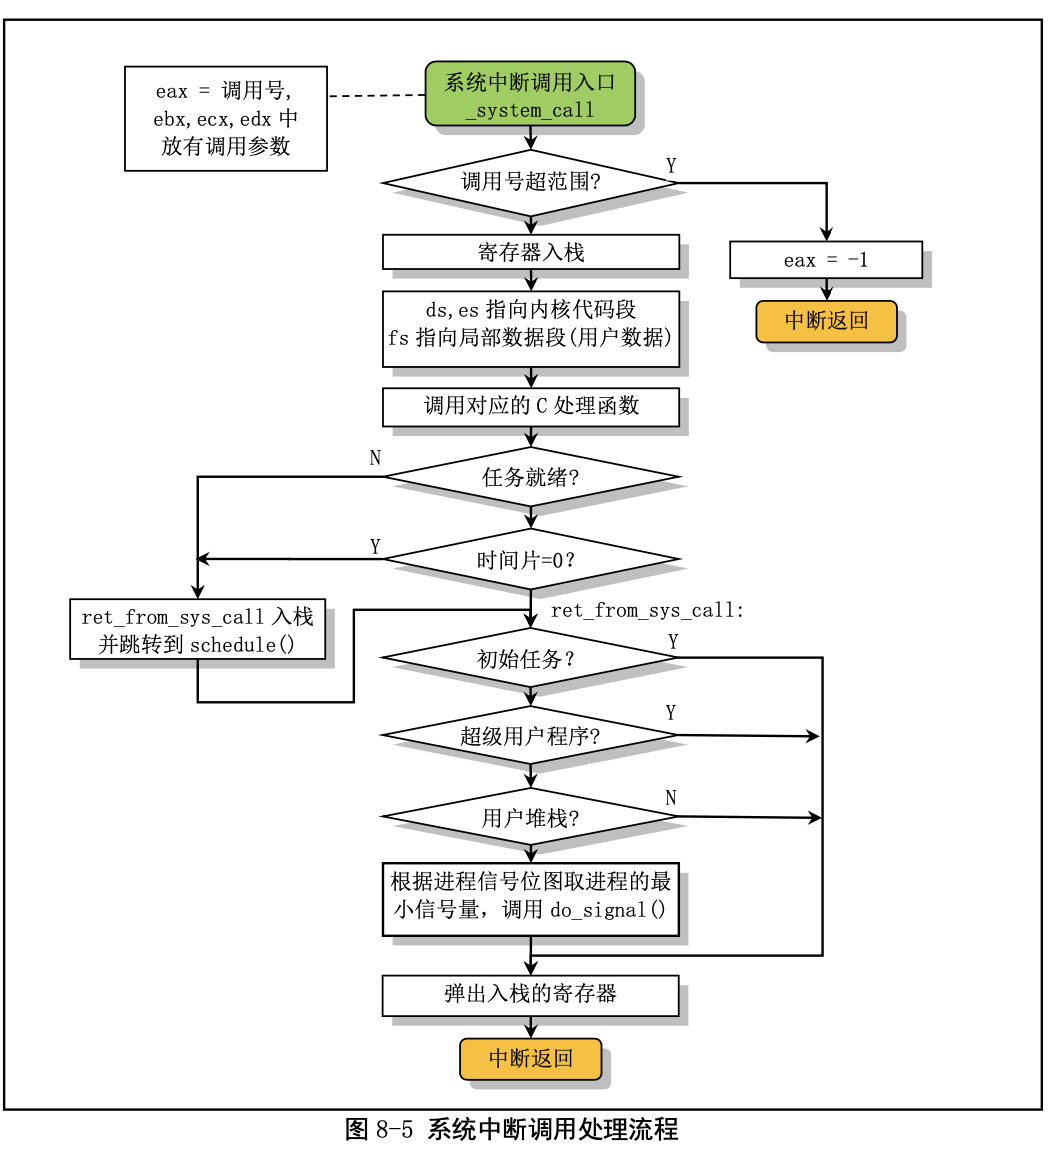 eax = 调用号,
ebx,ecx,edx 中
放有调用参数
系统中断调用入口
_system_call
调用号超范围?
Y
寄存器入栈
eax = -1
ds,es 指向内核代码段
fs 指向局部数据段(用户数据)
中断返回
调用对应的 C 处理函数
N
任务就绪?
Y
时间片=0?
ret_from_sys_call 入栈
并跳转到 schedule()
ret_from_sys_call:
初始任务?
Y
超级用户程序?
Y
用户堆栈?
N
根据进程信号位图取进程的最
小信号量，调用 do_signal()
弹出入栈的寄存器
中断返回
图 8-5 系统中断调用处理流程